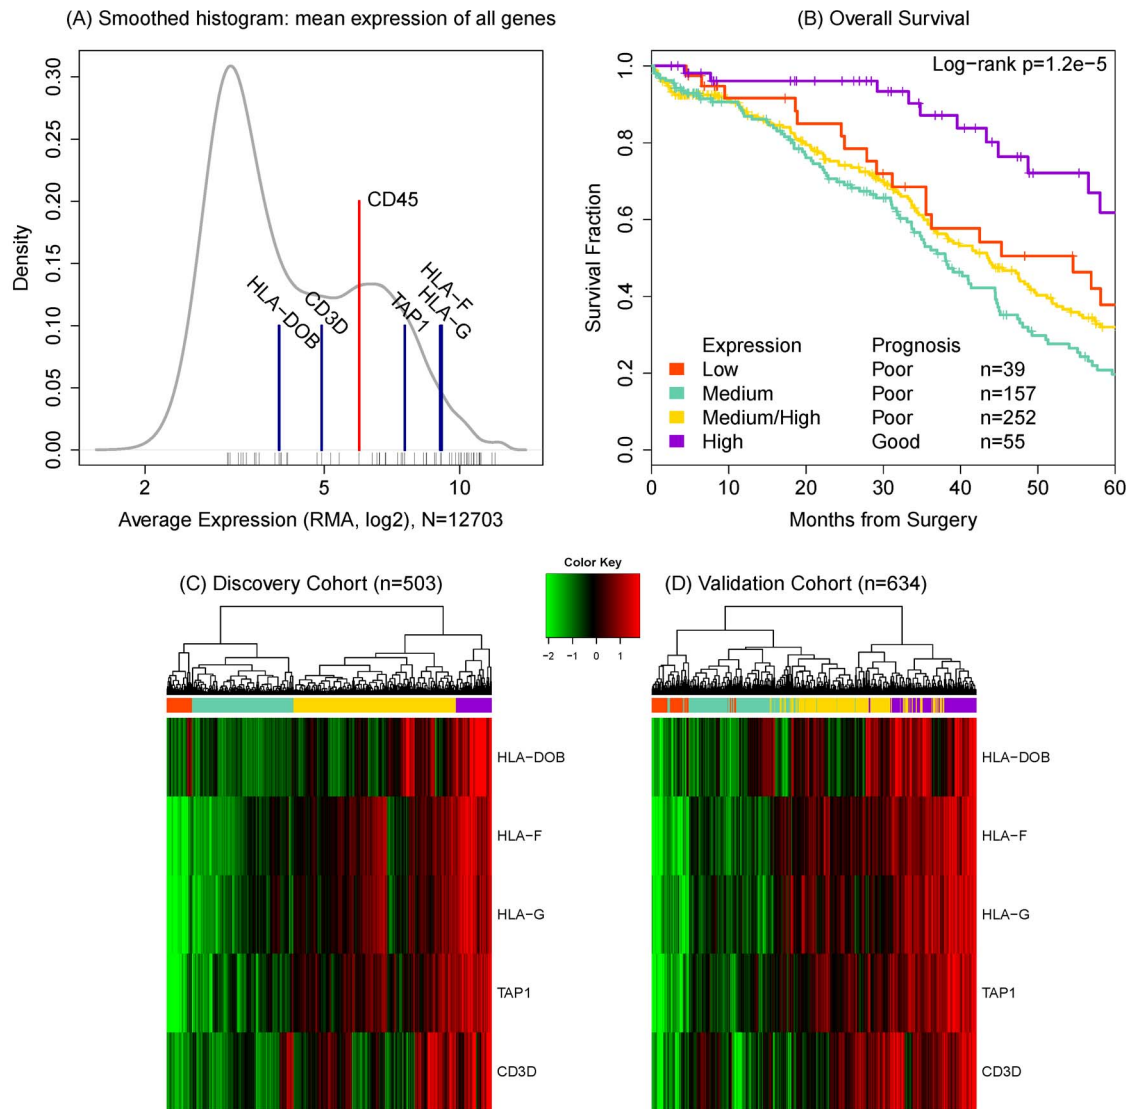 (A) Smoothed histogram: mean expression of all genes
Density
0.00
0.05
0.10
0.15
0.20
0.25
0.30
CD45
HLA−DOB
CD3D
TAP1
HLA−F
HLA−G
2
5
10
Average Expression (RMA, log2), N=12703
(B) Overall Survival
Log−rank p=1.2e−5
Survival Fraction
0.0
0.2
0.4
0.6
0.8
1.0
Expression Prognosis
Low Poor n=39
Medium Poor n=157
Medium/High Poor n=252
High Good n=55
0 10 20 30 40 50 60
Months from Surgery
(C) Discovery Cohort (n=503)
HLA−DOB
HLA−F
HLA−G
TAP1
CD3D
Color Key
−2 −1 0 1
(D) Validation Cohort (n=634)
HLA−DOB
HLA−F
HLA−G
TAP1
CD3D